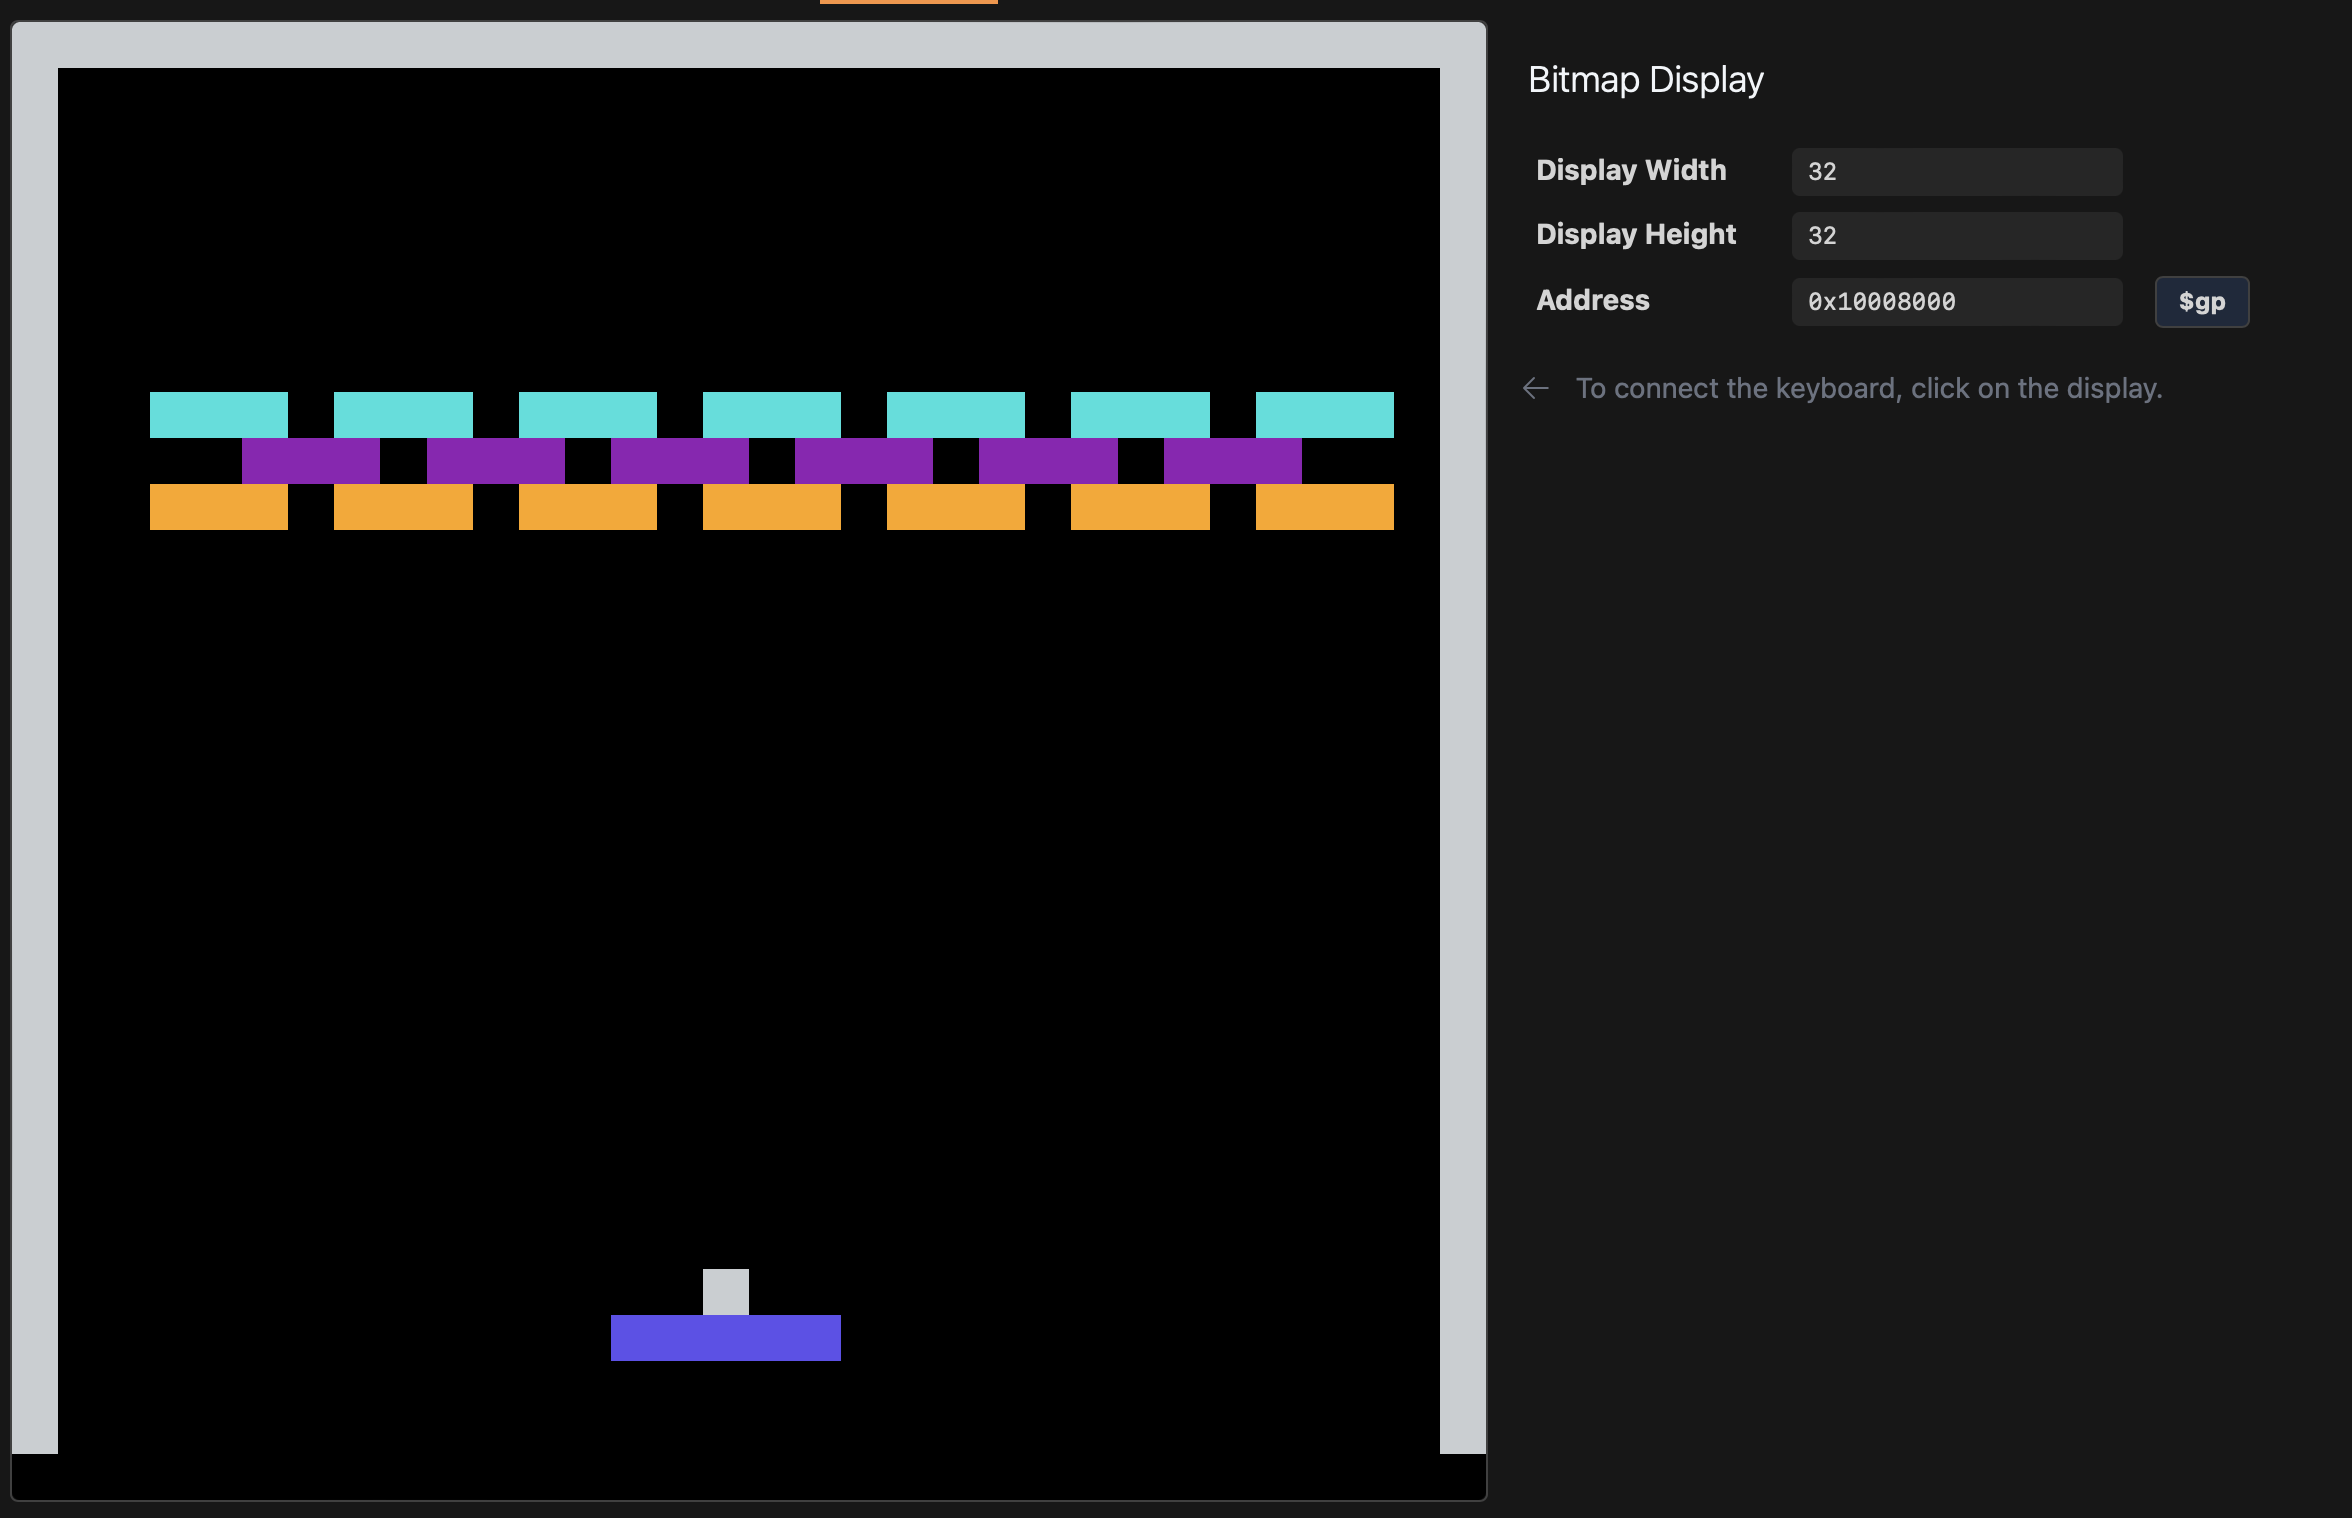 Bitmap Display
Display Width 32
Display Height 32
Address 0x10008000 $gp
← To connect the keyboard, click on the display.